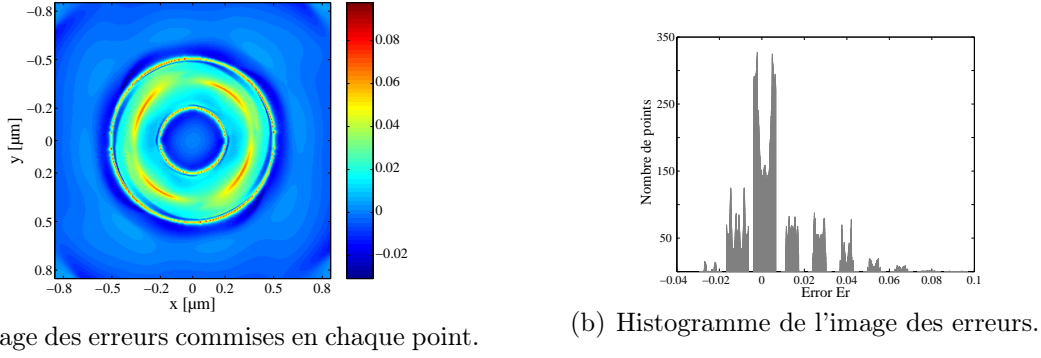 −0.8
−0.5
−0.2
0
0.2
0.5
0.8
y [µm]
−0.8 −0.5 −0.2 0 0.2 0.5 0.8
x [µm]
0.08
0.06
0.04
0.02
0
−0.02
age des erreurs commises en chaque point.
350
250
150
50
Nombre de points
−0.04 −0.02 0 0.02 0.04 0.06 0.08 0.1
Error Er
(b) Histogramme de l'image des erreurs.